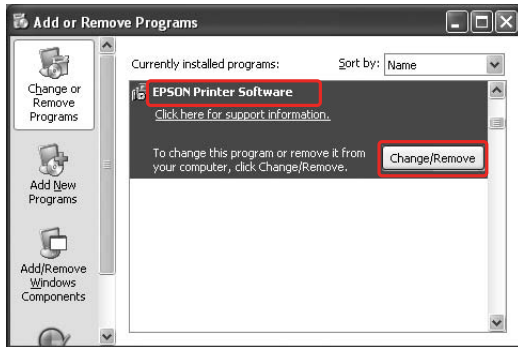 Add or Remove Programs
Change or
Remove
Programs
Add New
Programs
Add/Remove
Windows
Components
Currently installed programs:
Sort by: Name
EPSON Printer Software
Click here for support information.
To change this program or remove it from
your computer, click Change/Remove.
Change/Remove